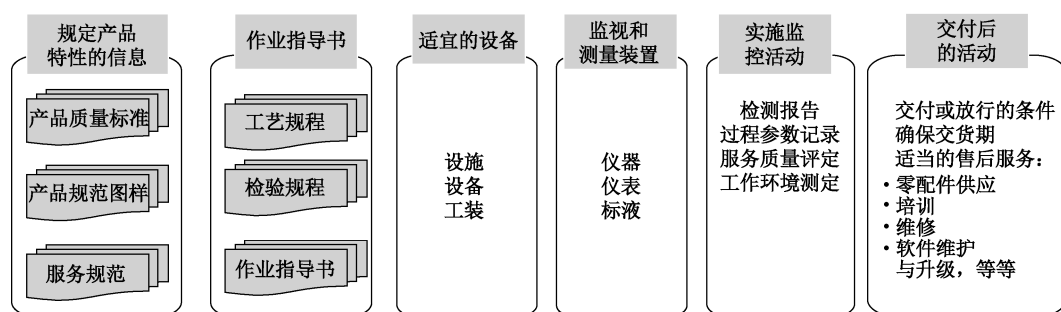 规定产品
特性的信息
产品质量标准
产品规范图样
服务规范
作业指导书
工艺规程
检验规程
作业指导书
适宜的设备
设施
设备
工装
监视和
测量装置
仪器
仪表
标液
实施监
控活动
检测报告
过程参数记录
服务质量评定
工作环境测定
交付后
的活动
交付或放行的条件
确保交货期
适当的售后服务：
·零配件供应
·培训
·维修
·软件维护
与升级，等等